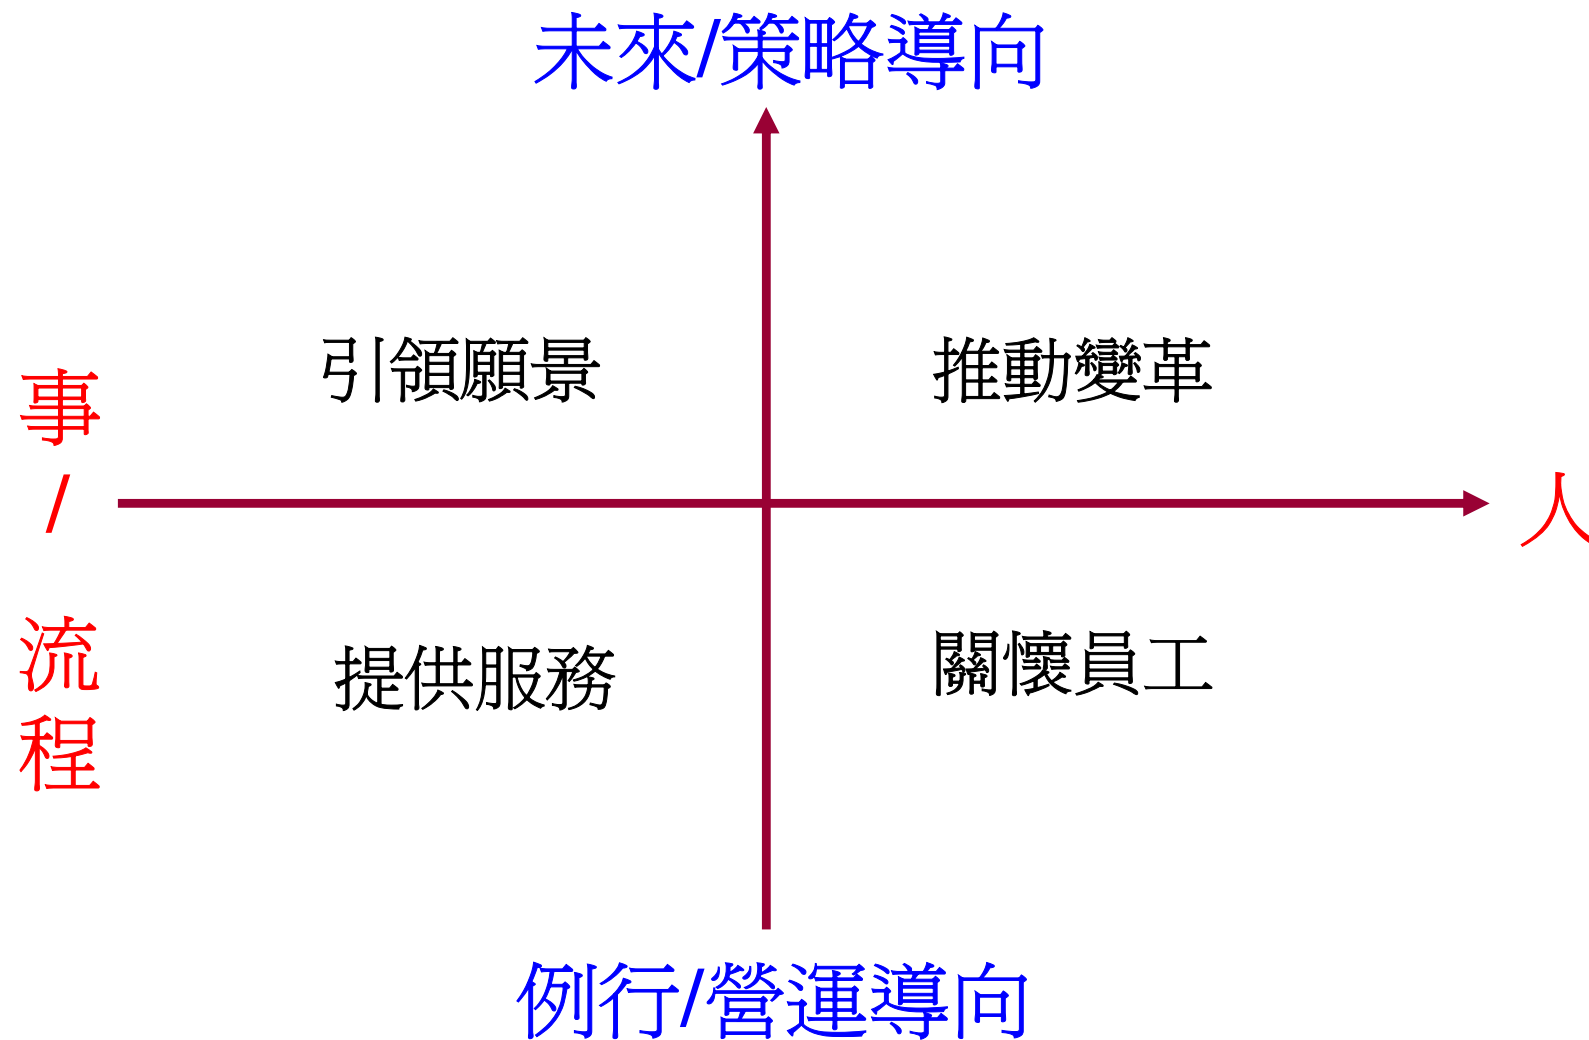 未來/策略導向
引領願景
推動變革
事
/
流
程
人
提供服務
關懷員工
例行/營運導向